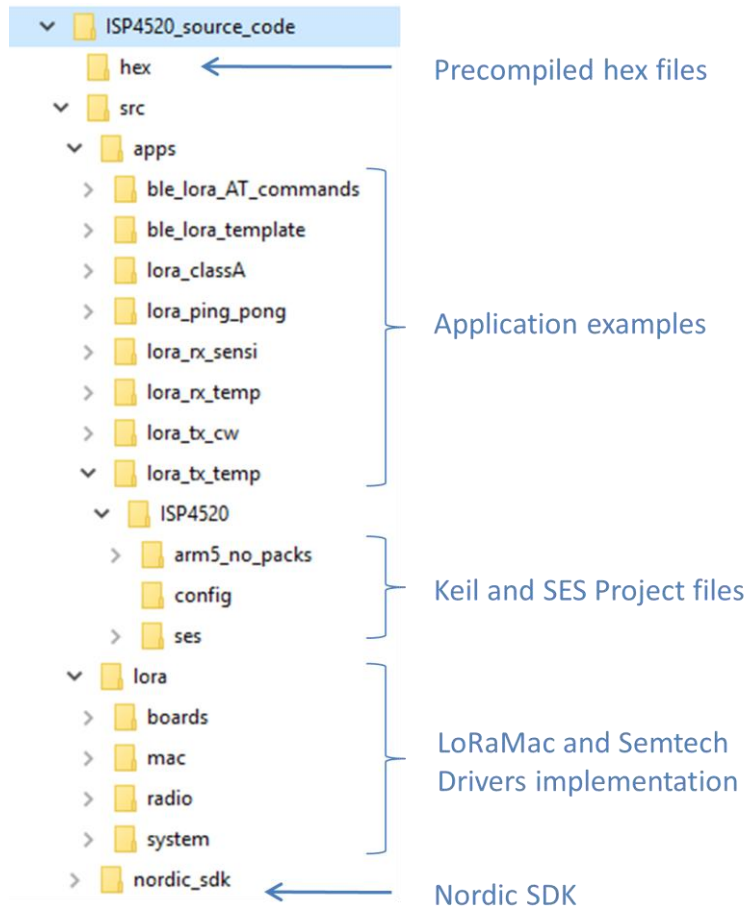 ISP4520_source_code
hex
Precompiled hex files
src
apps
ble_lora_AT_commands
ble_lora_template
lora_classA
lora_ping_pong
Application examples
lora_rx_sensi
lora_rx_temp
lora_tx_cw
lora_tx_temp
ISP4520
arm5_no_packs
config
Keil and SES Project files
ses
lora
boards
mac
LoRaMac and Semtech
Drivers implementation
radio
system
nordic_sdk
Nordic SDK